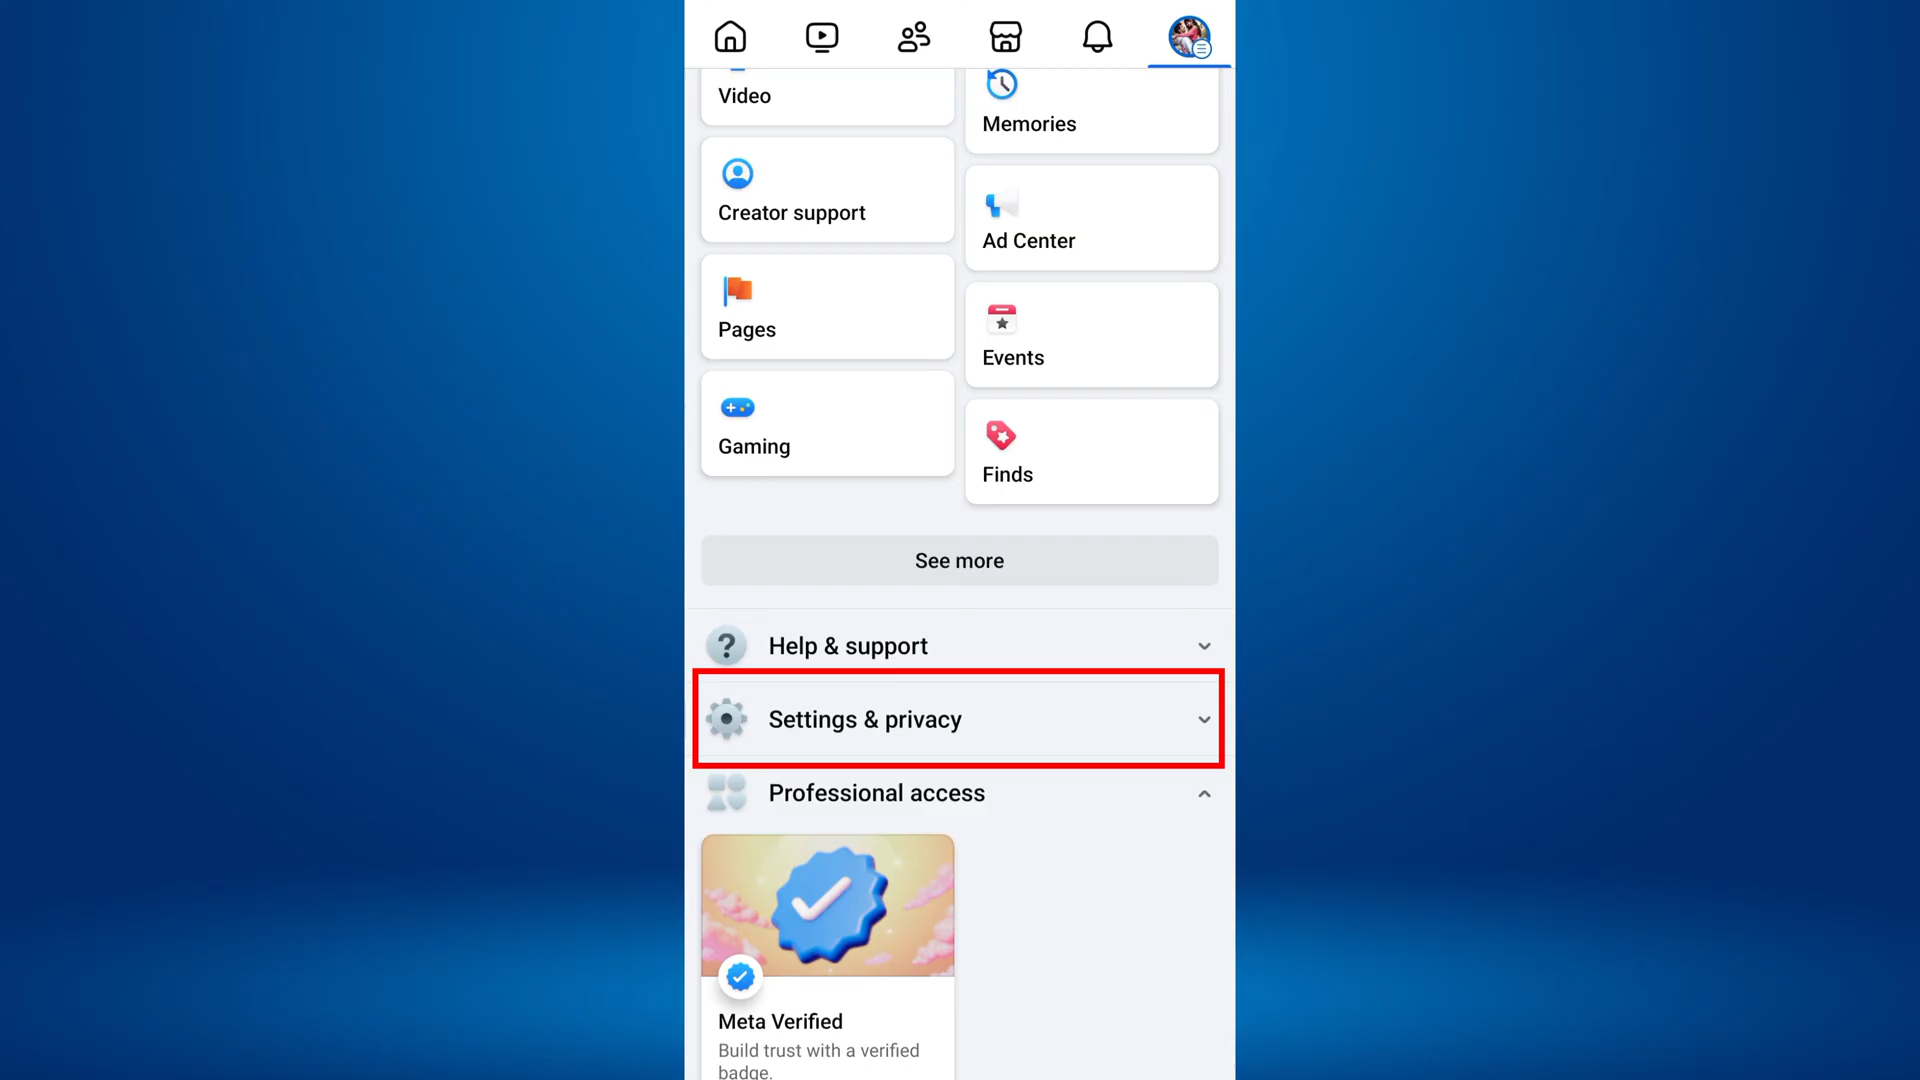 Video
Memories
Creator support
Ad Center
Pages
Events
Gaming
Finds
See more
Help & support
Settings & privacy
Professional access
Meta Verified
Build trust with a verified
badge.